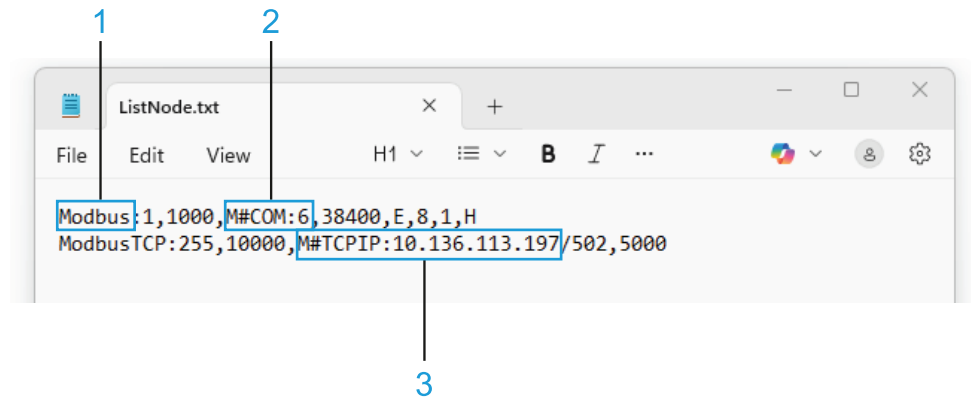 1 2
ListNode.txt
File Edit View H1 B I ...
Modbus:1,1000,M#COM:6,38400,E,8,1,H
ModbusTCP:255,10000,M#TCPIP:10.136.113.197/502,5000
3